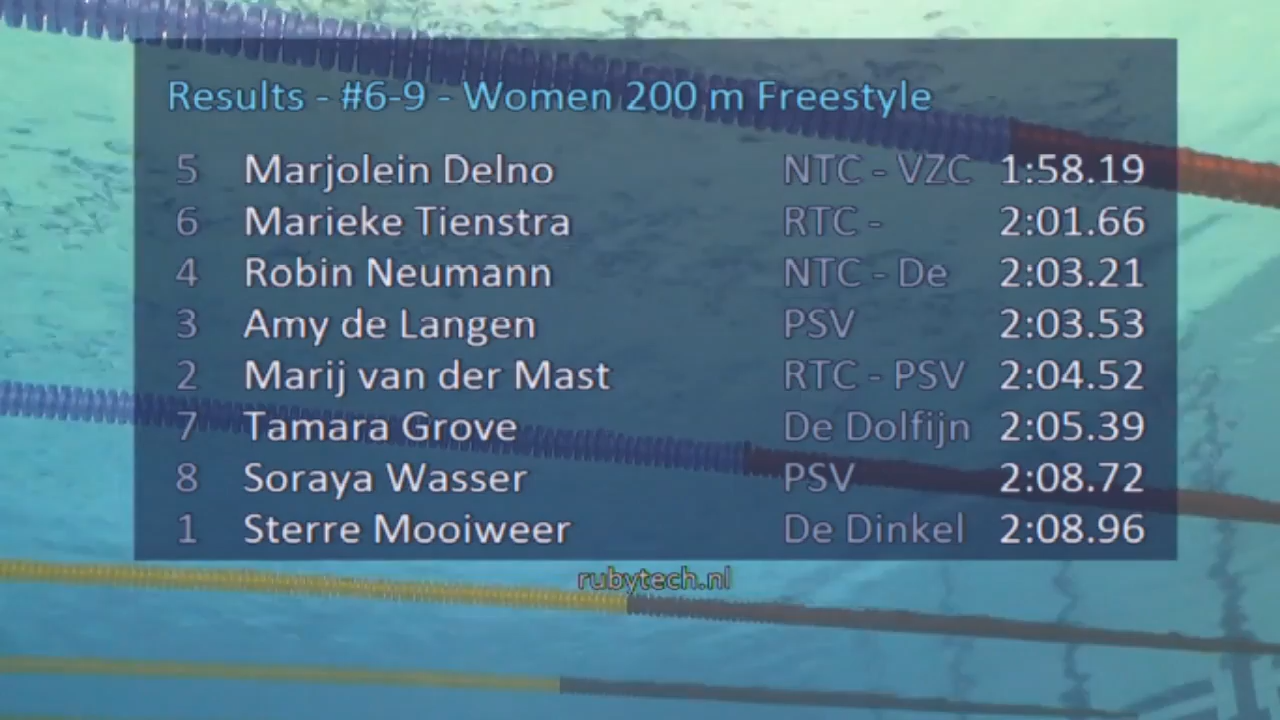 Results - #6-9 - Women 200 m Freestyle
5 Marjolein Delno NTC - VZC 1:58.19
6 Marieke Tienstra RTC - 2:01.66
4 Robin Neumann NTC - De 2:03.21
3 Amy de Langen PSV 2:03.53
2 Marij van der Mast RTC - PSV 2:04.52
7 Tamara Grove De Dolfijn 2:05.39
8 Soraya Wasser PSV 2:08.72
1 Sterre Mooiweer De Dinkel 2:08.96
rubytech.nl